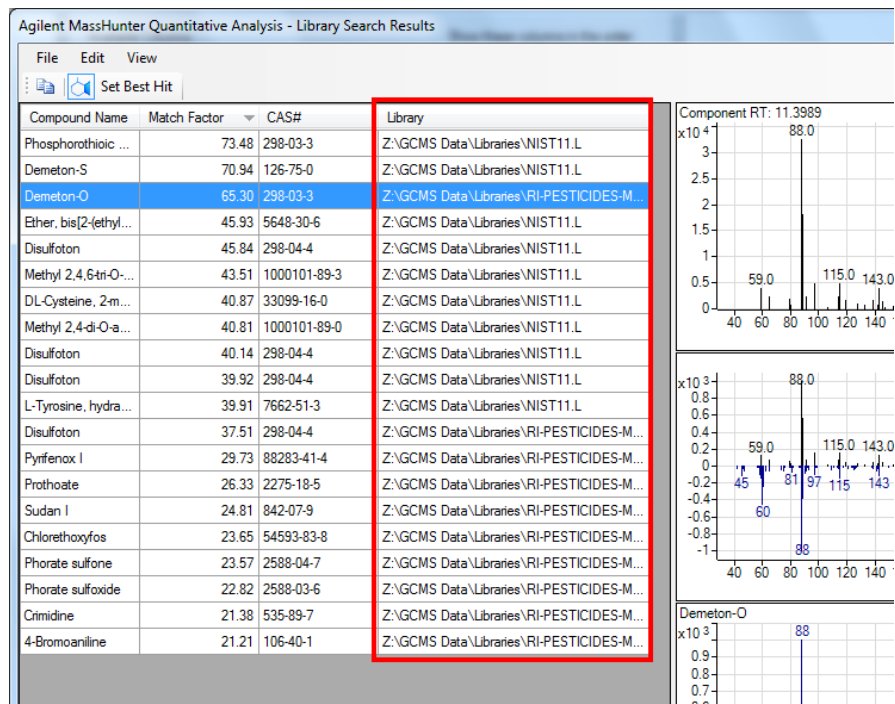 Agilent MassHunter Quantitative Analysis - Library Search Results
File Edit View
Set Best Hit
Compound Name Match Factor CAS# Library
Phosphorothioic ... 73.48 298-03-3 Z:\GCMS Data\Libraries\NIST11.L
Demeton-S 70.94 126-75-0 Z:\GCMS Data\Libraries\NIST11.L
Demeton-O 65.30 298-03-3 Z:\GCMS Data\Libraries\RI-PESTICIDES-M...
Ether, bis[2-(ethyl... 45.93 5648-30-6 Z:\GCMS Data\Libraries\NIST11.L
Disulfoton 45.84 298-04-4 Z:\GCMS Data\Libraries\NIST11.L
Methyl 2,4,6-tri-O-... 43.51 1000101-89-3 Z:\GCMS Data\Libraries\NIST11.L
DL-Cysteine, 2-m... 40.87 33099-16-0 Z:\GCMS Data\Libraries\NIST11.L
Methyl 2,4-di-O-a... 40.81 1000101-89-0 Z:\GCMS Data\Libraries\NIST11.L
Disulfoton 40.14 298-04-4 Z:\GCMS Data\Libraries\NIST11.L
Disulfoton 39.92 298-04-4 Z:\GCMS Data\Libraries\NIST11.L
L-Tyrosine, hydra... 39.91 7662-51-3 Z:\GCMS Data\Libraries\NIST11.L
Disulfoton 37.51 298-04-4 Z:\GCMS Data\Libraries\RI-PESTICIDES-M...
Pyrifenox I 29.73 88283-41-4 Z:\GCMS Data\Libraries\RI-PESTICIDES-M...
Prothoate 26.33 2275-18-5 Z:\GCMS Data\Libraries\RI-PESTICIDES-M...
Sudan I 24.81 842-07-9 Z:\GCMS Data\Libraries\RI-PESTICIDES-M...
Chlorethoxyfos 23.65 54593-83-8 Z:\GCMS Data\Libraries\RI-PESTICIDES-M...
Phorate sulfone 23.57 2588-04-7 Z:\GCMS Data\Libraries\RI-PESTICIDES-M...
Phorate sulfoxide 22.82 2588-03-6 Z:\GCMS Data\Libraries\RI-PESTICIDES-M...
Crimidine 21.38 535-89-7 Z:\GCMS Data\Libraries\RI-PESTICIDES-M...
4-Bromoaniline 21.21 106-40-1 Z:\GCMS Data\Libraries\RI-PESTICIDES-M...
Component RT: 11.3989
x10 4
88.0
3
2.5
2
1.5
1
0.5
59.0 115.0 143.0
0
40 60 80 100 120 140
x10 3
88.0
0.8
0.6
0.4
0.2
59.0 115.0 143.0
0
-0.2
45 81 97 115 143
-0.4
60
-0.6
-0.8
-1
88
40 60 80 100 120 140
Demeton-O
x10 3
88
0.9
0.8
0.7